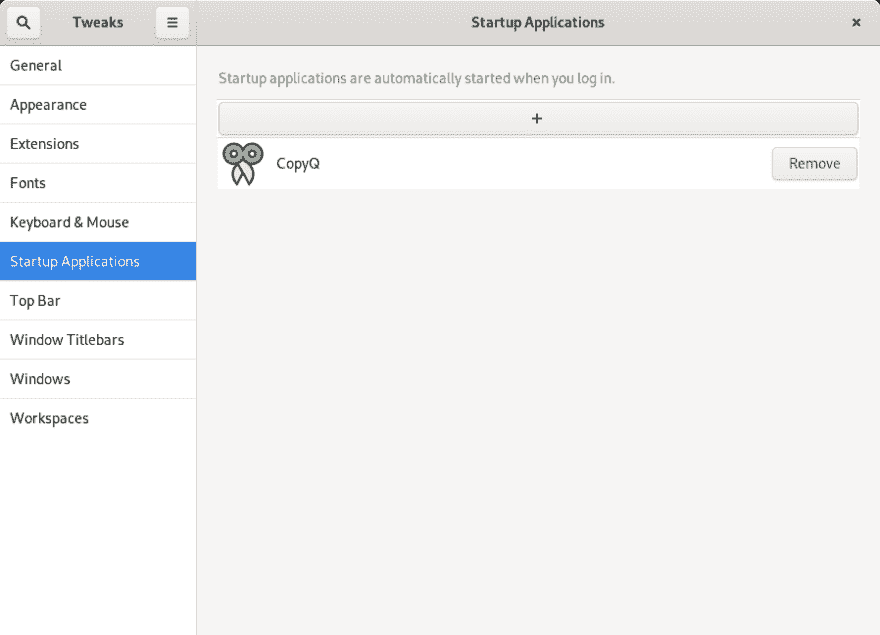 Tweaks
Startup Applications
General
Appearance
Extensions
Fonts
Keyboard & Mouse
Startup Applications
Top Bar
Window Titlebars
Windows
Workspaces
Startup applications are automatically started when you log in.
+
CopyQ
Remove